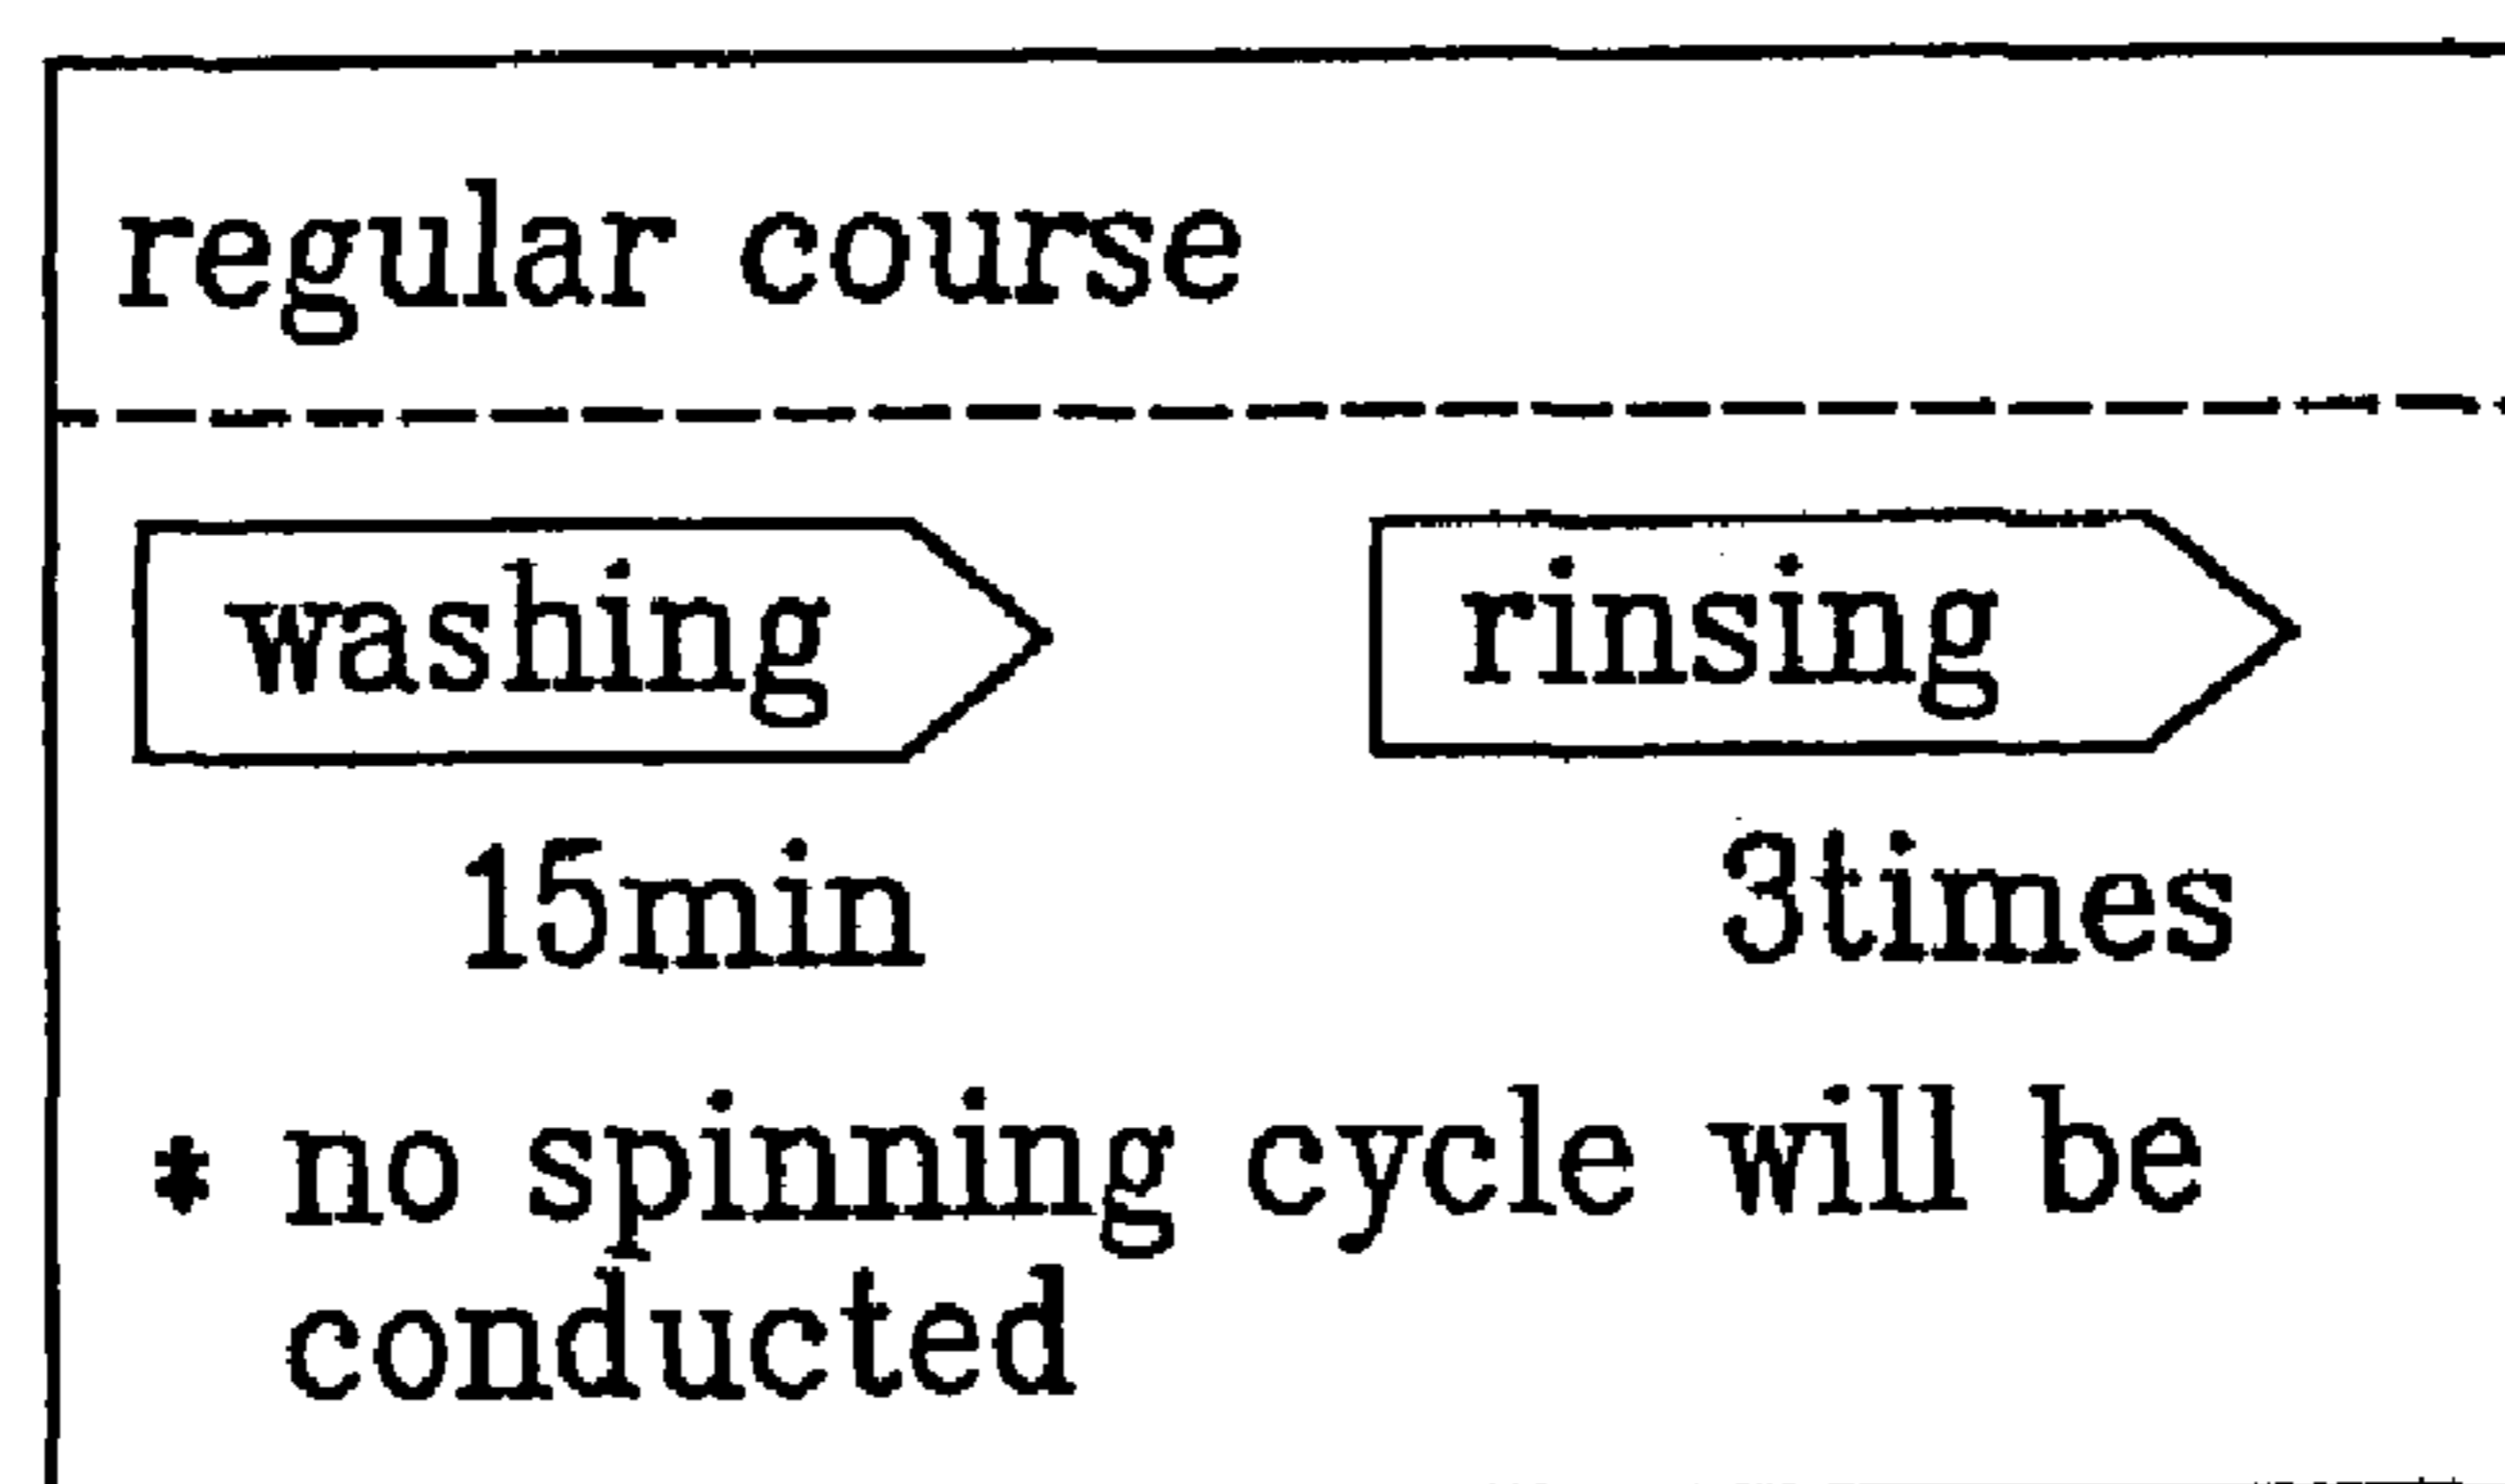 regular course
washing
rinsing
15min
3times
* no spinning cycle will be
conducted